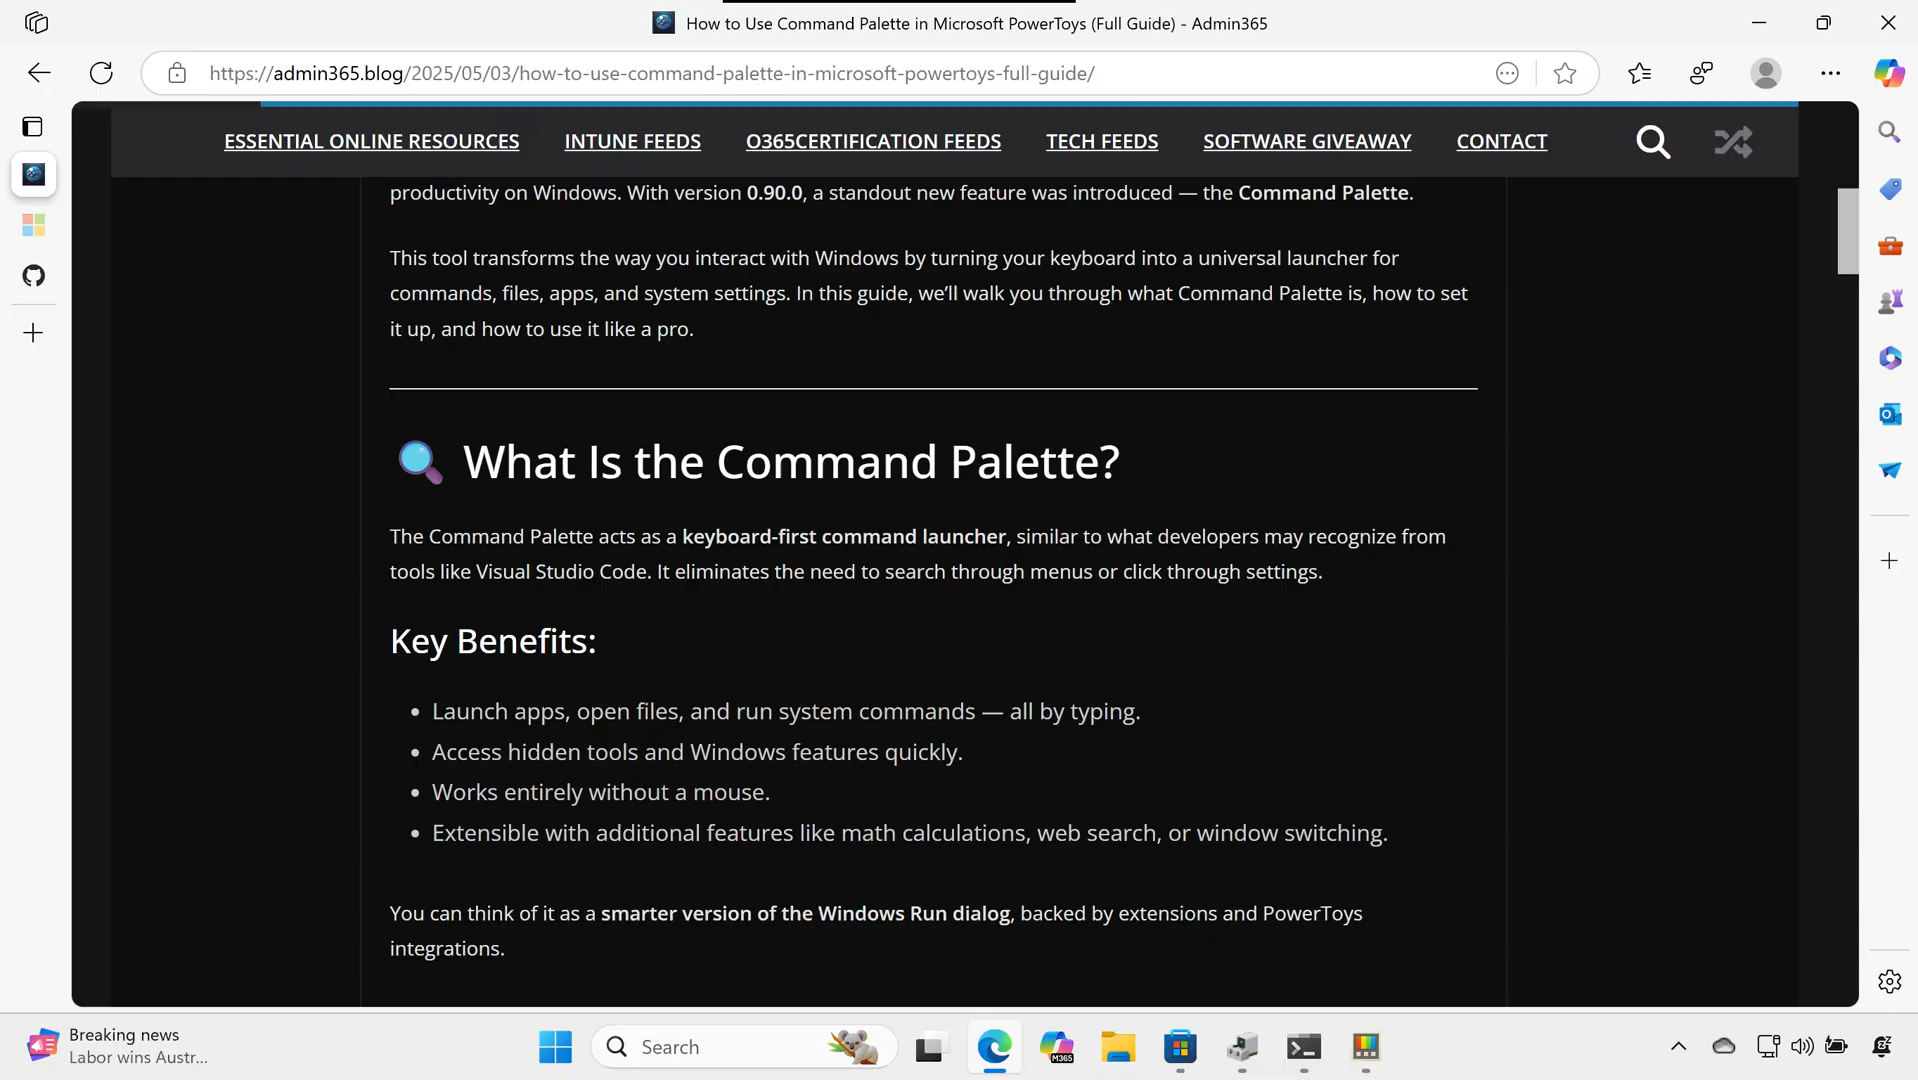 How to Use Command Palette in Microsoft PowerToys (Full Guide) - Admin365
https://admin365.blog/2025/05/03/how-to-use-command-palette-in-microsoft-powertoys-full-guide/
ESSENTIAL ONLINE RESOURCES INTUNE FEEDS O365CERTIFICATION FEEDS TECH FEEDS SOFTWARE GIVEAWAY CONTACT
productivity on Windows. With version 0.90.0, a standout new feature was introduced — the Command Palette.
This tool transforms the way you interact with Windows by turning your keyboard into a universal launcher for
commands, files, apps, and system settings. In this guide, we’ll walk you through what Command Palette is, how to set
it up, and how to use it like a pro.
What Is the Command Palette?
The Command Palette acts as a keyboard-first command launcher, similar to what developers may recognize from
tools like Visual Studio Code. It eliminates the need to search through menus or click through settings.
Key Benefits:
• Launch apps, open files, and run system commands — all by typing.
• Access hidden tools and Windows features quickly.
• Works entirely without a mouse.
• Extensible with additional features like math calculations, web search, or window switching.
You can think of it as a smarter version of the Windows Run dialog, backed by extensions and PowerToys
integrations.
Breaking news
Labor wins Austr...
Search
M365